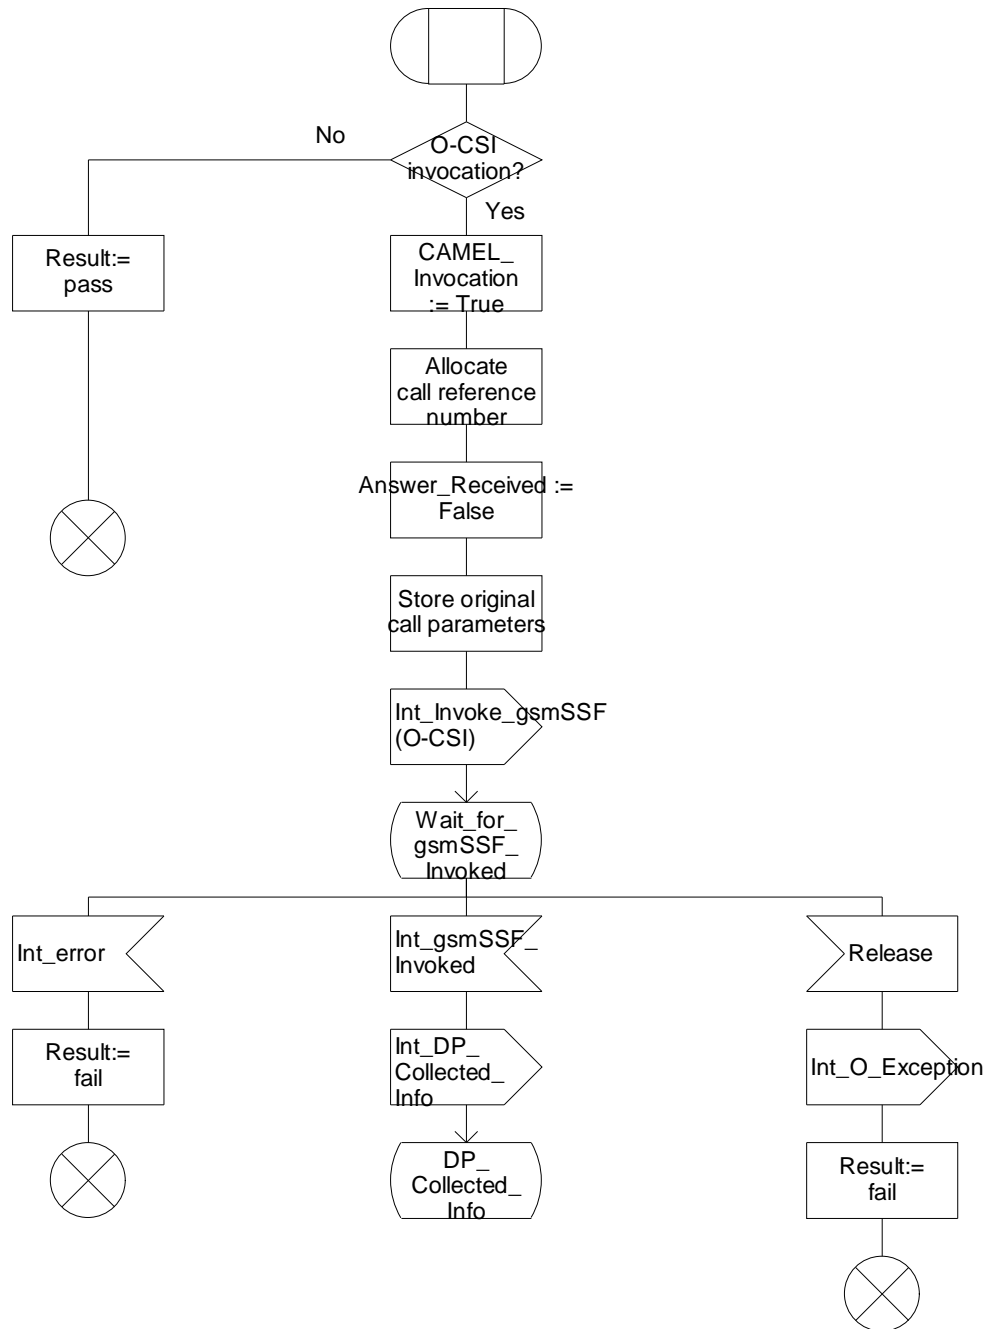 No
O-CSI
invocation?
Yes
Result:=
pass
CAMEL_
Invocation
:= True
Allocate
call reference
number
Answer_Received :=
False
Store original
call parameters
Int_Invoke_gsmSSF
(O-CSI)
Wait_for_
gsmSSF_
Invoked
Int_error
Int_gsmSSF_
Invoked
Release
Result:=
fail
Int_DP_
Collected_
Info
Int_O_Exception
DP_
Collected_
Info
Result:=
fail